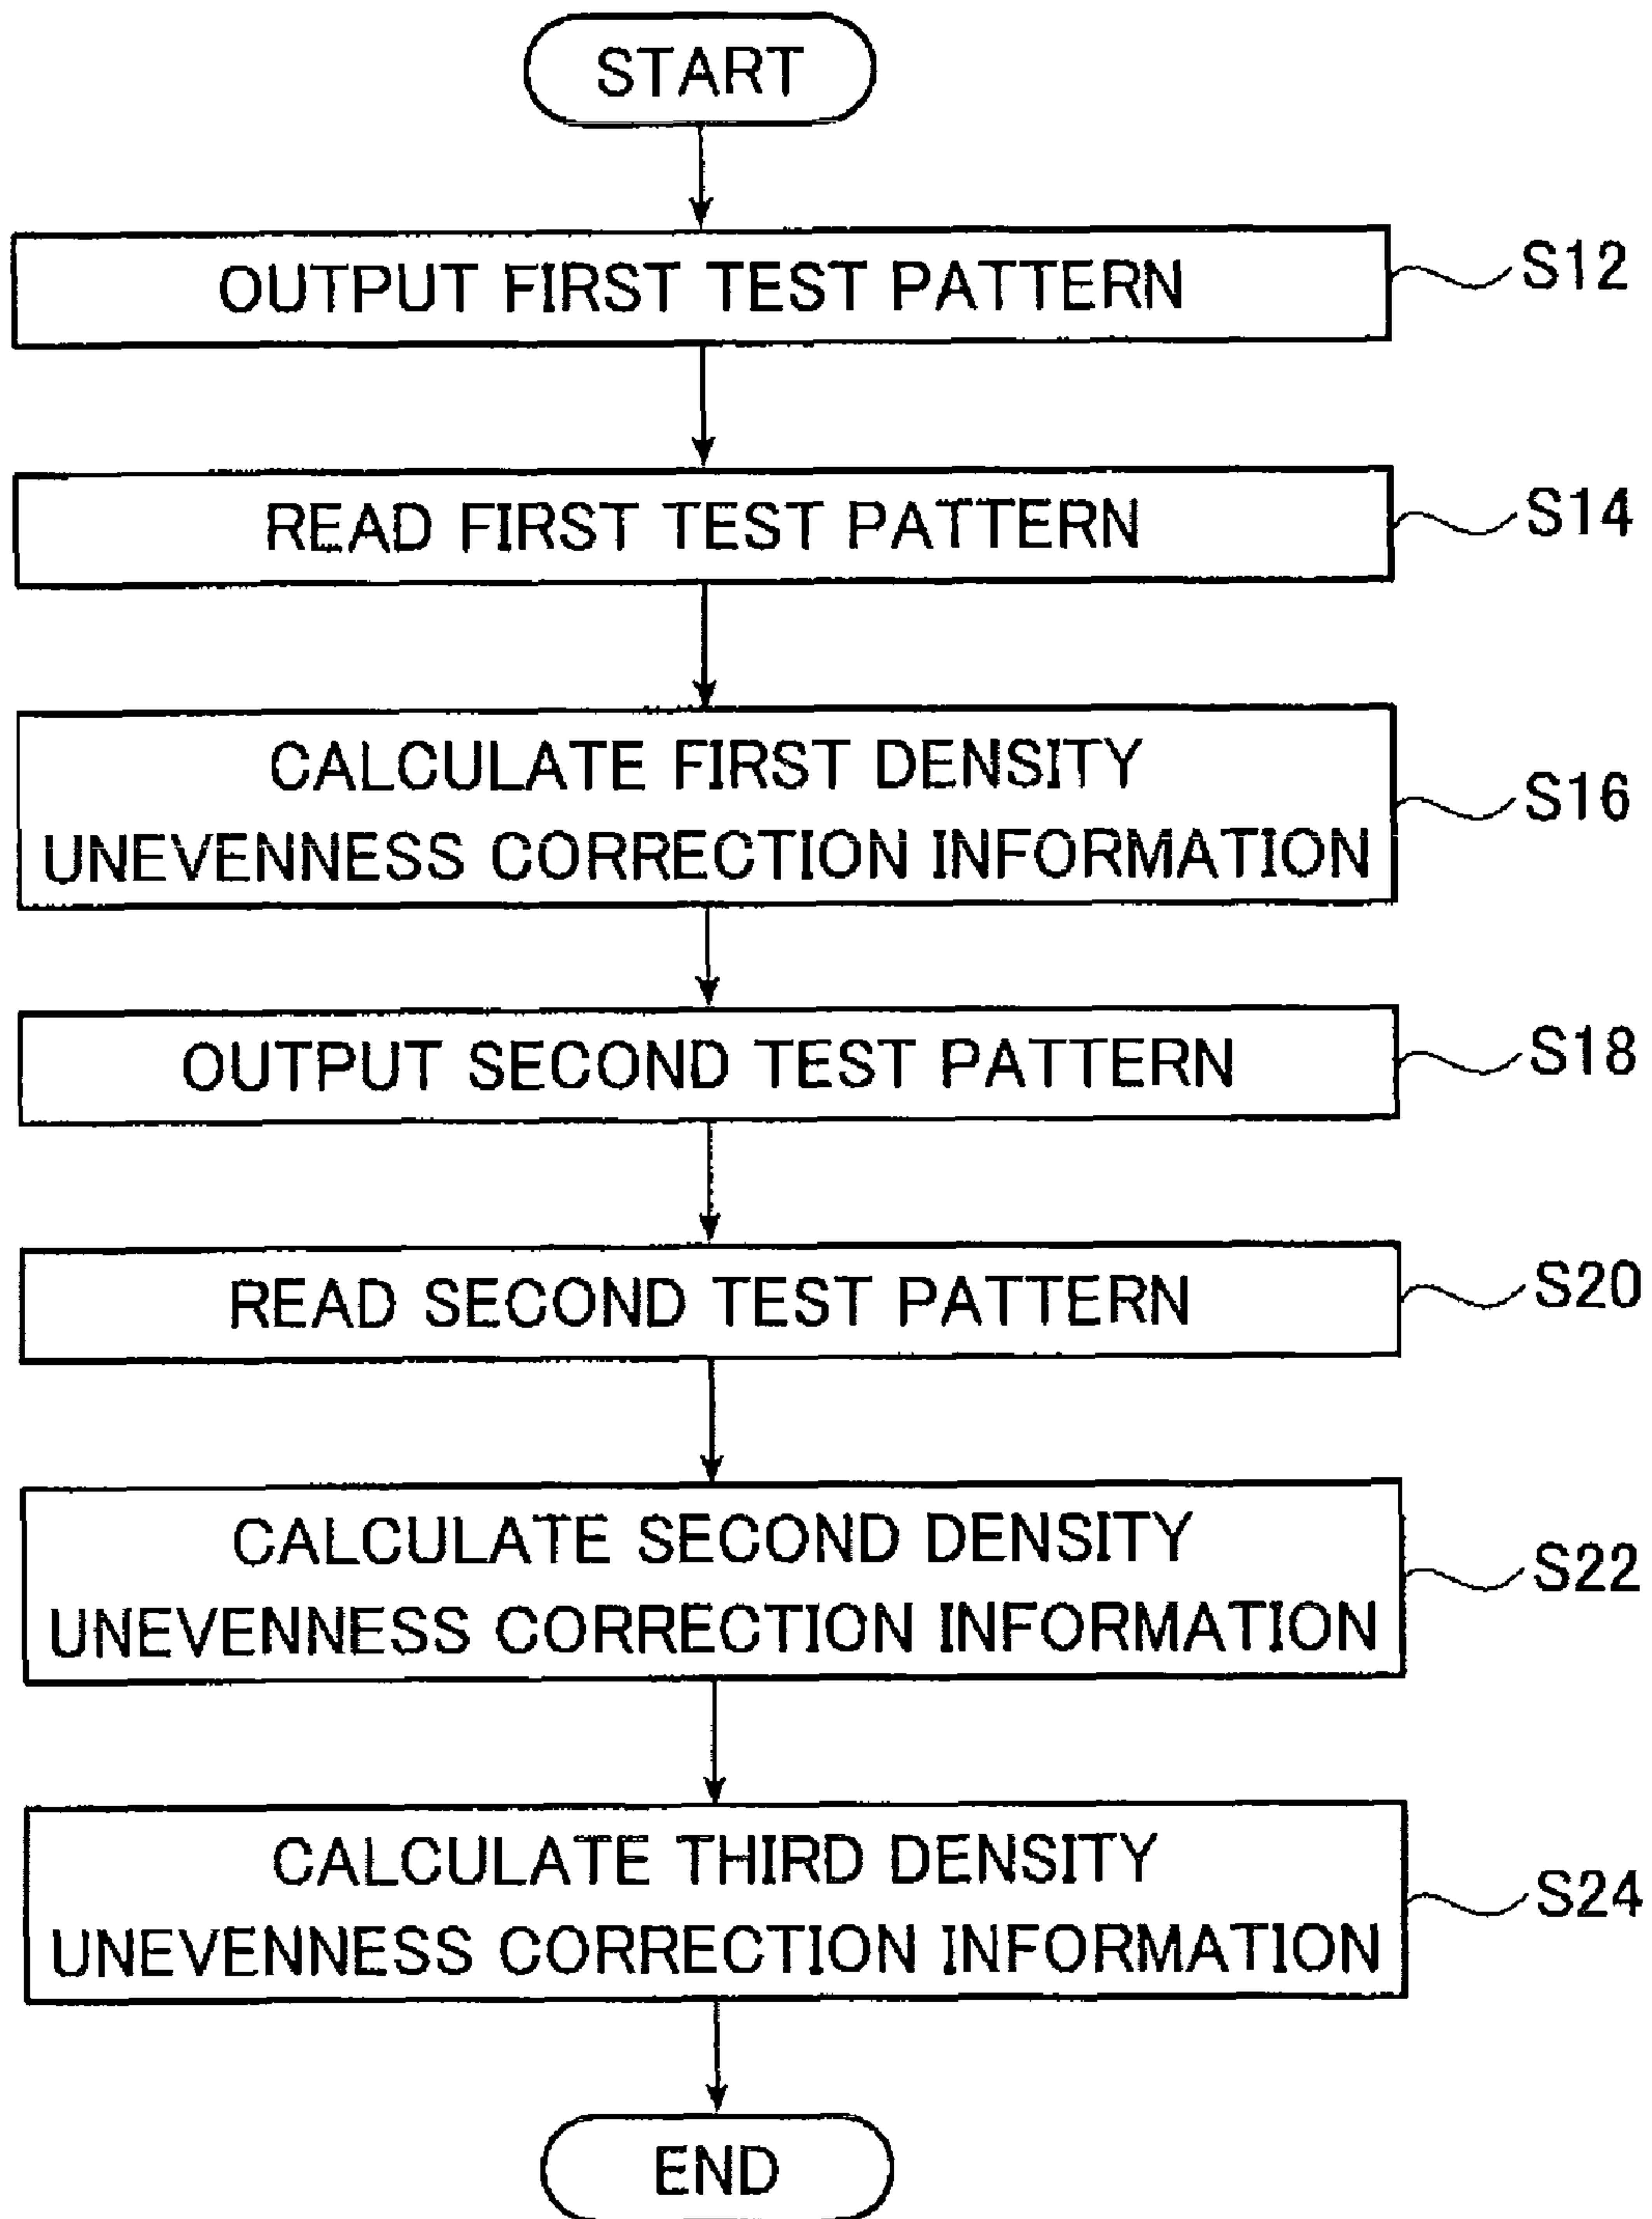 START
OUTPUT FIRST TEST PATTERN
S12
READ FIRST TEST PATTERN
S14
CALCULATE FIRST DENSITY
UNEVENNESS CORRECTION INFORMATION
S16
OUTPUT SECOND TEST PATTERN
S18
READ SECOND TEST PATTERN
S20
CALCULATE SECOND DENSITY
UNEVENNESS CORRECTION INFORMATION
S22
CALCULATE THIRD DENSITY
UNEVENNESS CORRECTION INFORMATION
S24
END